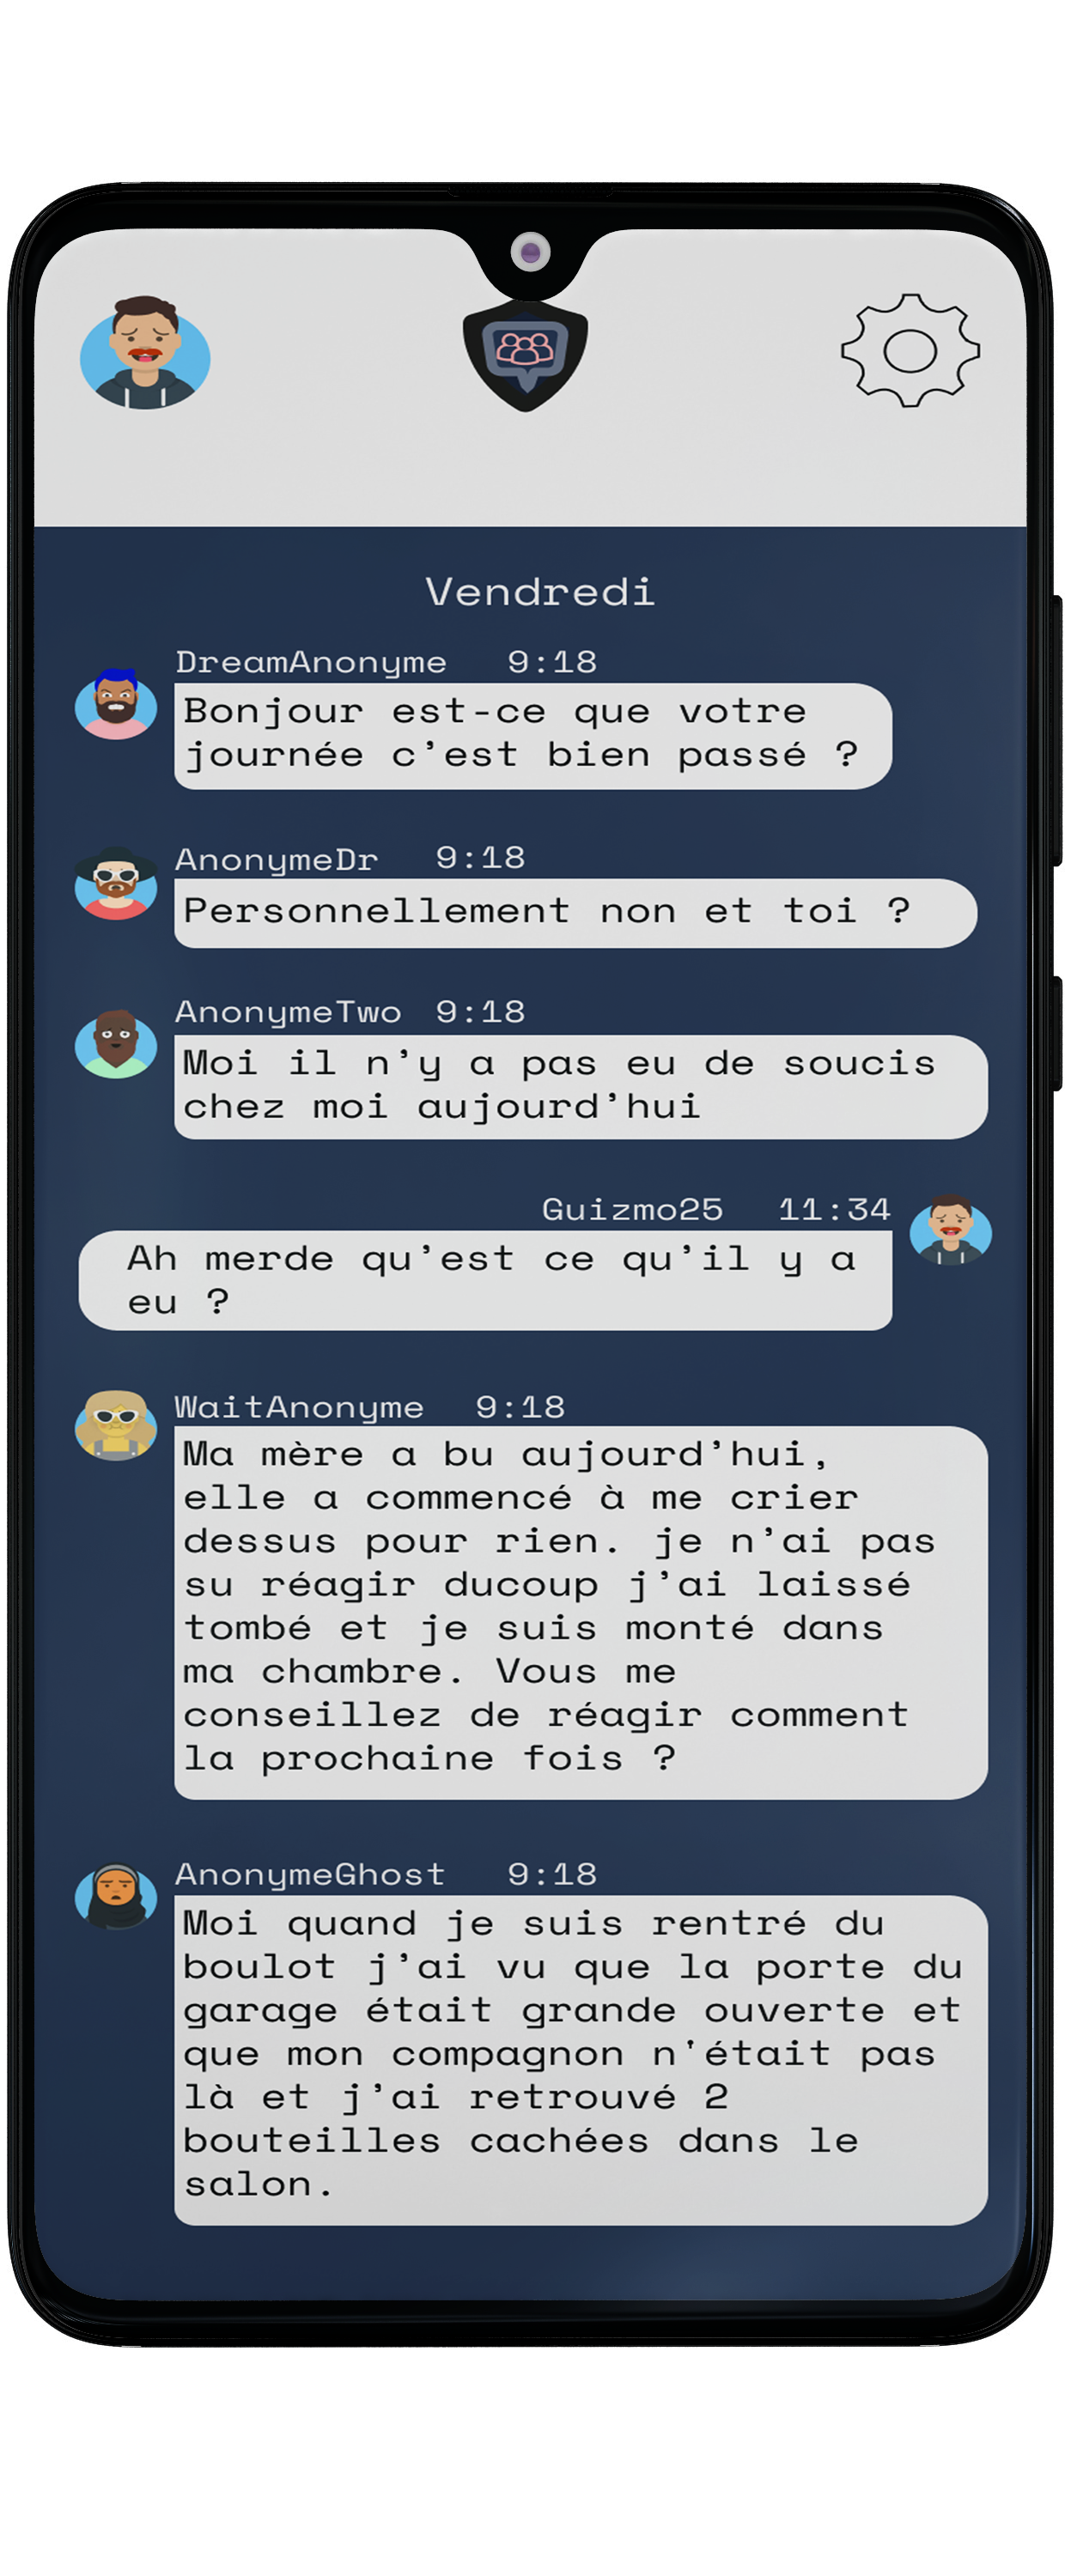 Vendredi
DreamAnonyme 9:18
Bonjour est-ce que votre
journée c’est bien passé ?
AnonymeDr 9:18
Personnellement non et toi ?
AnonymeTwo 9:18
Moi il n’y a pas eu de soucis
chez moi aujourd’hui
Guizmo25 11:34
Ah merde qu’est ce qu’il y a
eu ?
WaitAnonyme 9:18
Ma mère a bu aujourd’hui,
elle a commencé à me crier
dessus pour rien. je n’ai pas
su réagir ducoup j’ai laissé
tombé et je suis monté dans
ma chambre. Vous me
conseillez de réagir comment
la prochaine fois ?
AnonymeGhost 9:18
Moi quand je suis rentré du
boulot j’ai vu que la porte du
garage était grande ouverte et
que mon compagnon n'était pas
là et j’ai retrouvé 2
bouteilles cachées dans le
salon.